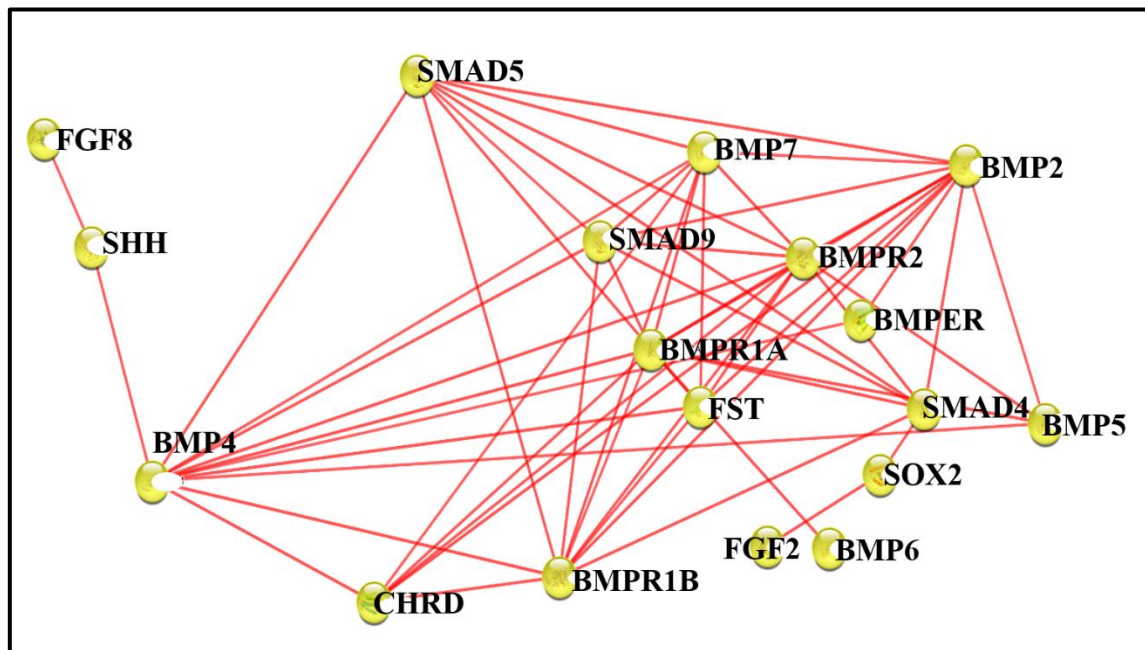 SMAD5
FGF8
BMP7
BMP2
SHH
SMAD9
BMPR2
BMPER
BMPR1A
FST
SMAD4
BMP5
BMP4
SOX2
FGF2
BMP6
BMPR1B
CHRD